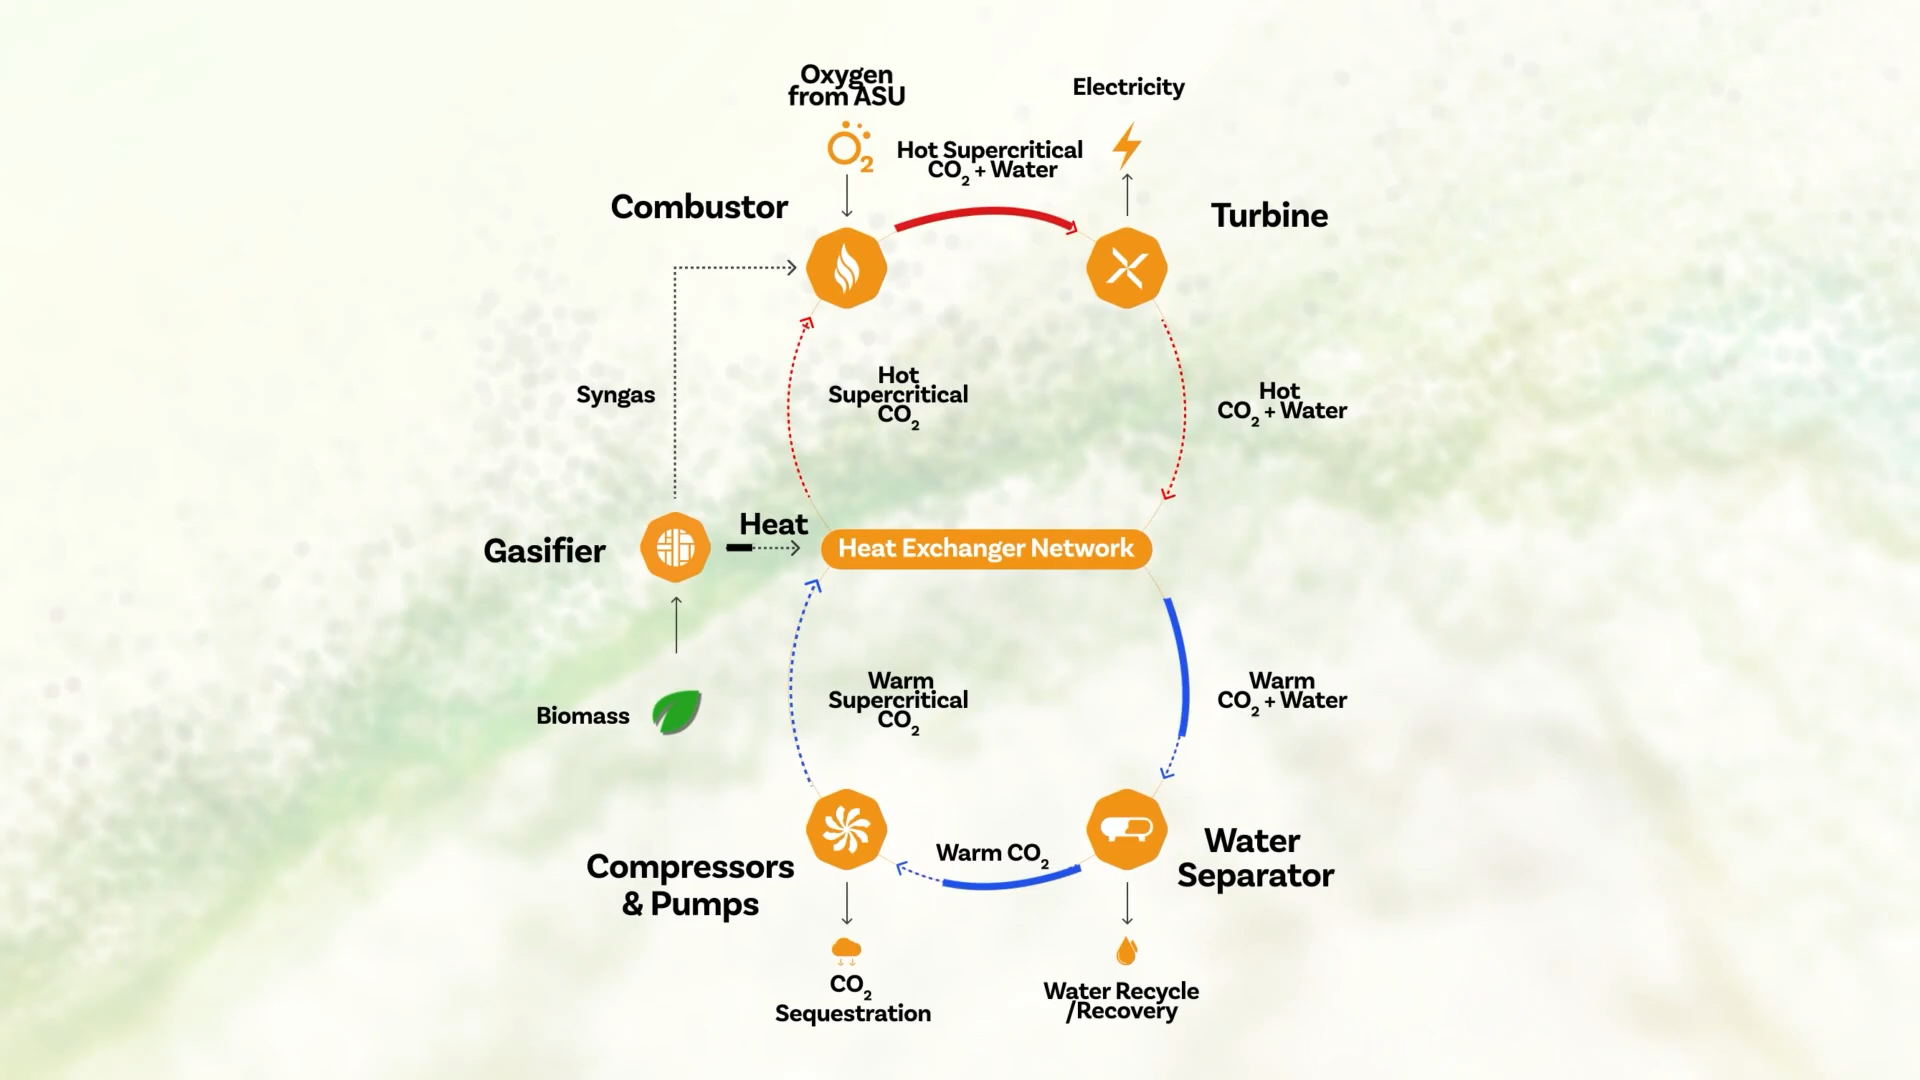 Oxygen
from ASU
O2
Electricity
Hot Supercritical
CO2 + Water
Combustor
Turbine
Syngas
Hot
Supercritical
CO2
Hot
CO2 + Water
Gasifier
Heat
Heat Exchanger Network
Biomass
Warm
Supercritical
CO2
Warm
CO2 + Water
Compressors
& Pumps
Warm CO2
Water
Separator
CO2
Sequestration
Water Recycle
/Recovery